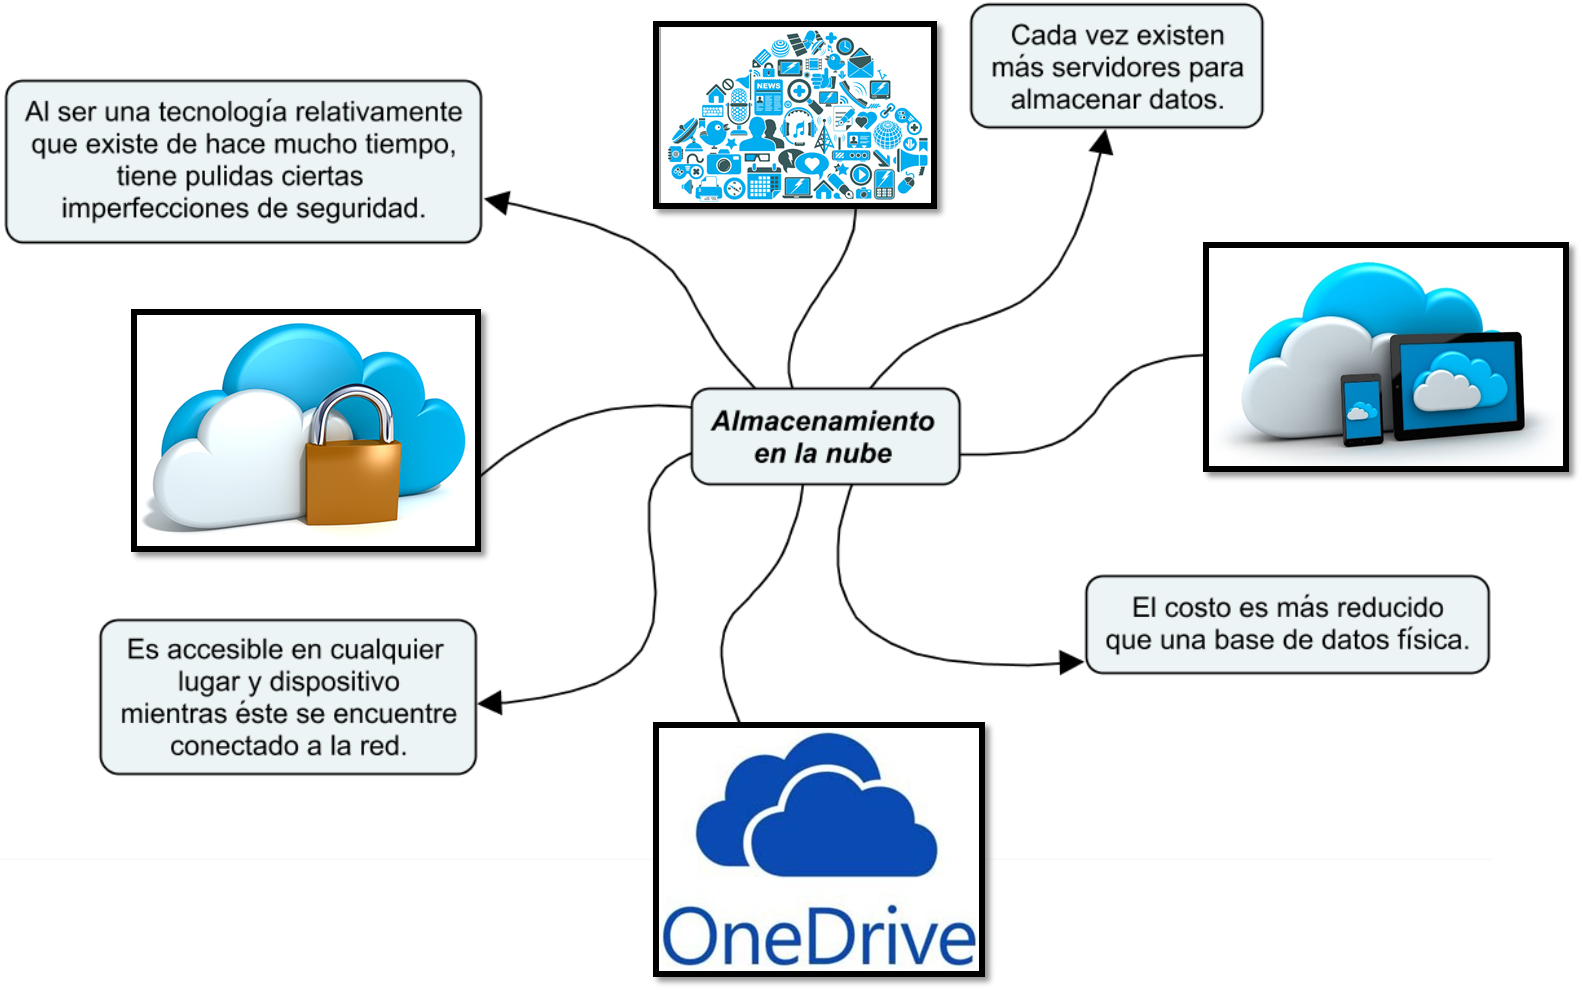 Al ser una tecnología relativamente
que existe de hace mucho tiempo,
tiene pulidas ciertas
imperfecciones de seguridad.
NEWS
Cada vez existen
más servidores para
almacenar datos.
Almacenamiento
en la nube
Es accesible en cualquier
lugar y dispositivo
mientras éste se encuentre
conectado a la red.
El costo es más reducido
que una base de datos física.
OneDrive